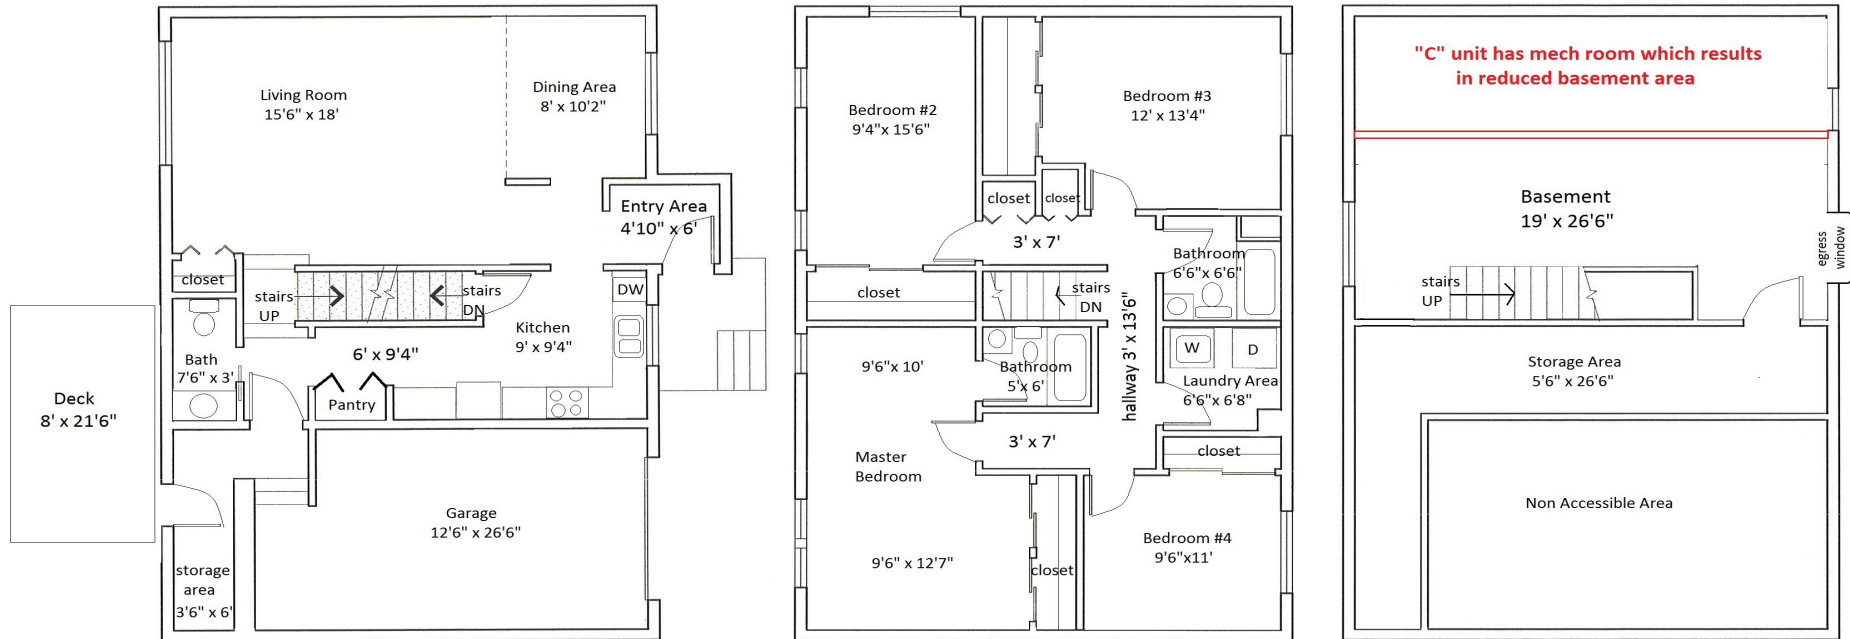 Living Room
15'6" x 18'
Dining Area
8' x 10'2"
Entry Area
4'10" x 6'
closet
stairs
UP
stairs
DN
DW
Kitchen
9' x 9'4"
6' x 9'4"
Bath
7'6" x 3'
Pantry
Deck
8' x 21'6"
Garage
12'6" x 26'6"
storage
area
3'6" x 6'
Bedroom #2
9'4"x 15'6"
Bedroom #3
12' x 13'4"
closet
closet
3' x 7'
Bathroom
6'6"x 6'6"
closet
stairs
DN
hallway 3' x 13'6"
9'6"x 10'
Bathroom
5'x 6'
W
D
Laundry Area
6'6"x 6'8"
3' x 7'
closet
Master
Bedroom
9'6" x 12'7"
closet
Bedroom #4
9'6"x11'
"C" unit has mech room which results
in reduced basement area
Basement
19' x 26'6"
egress
window
stairs
UP
Storage Area
5'6" x 26'6"
Non Accessible Area